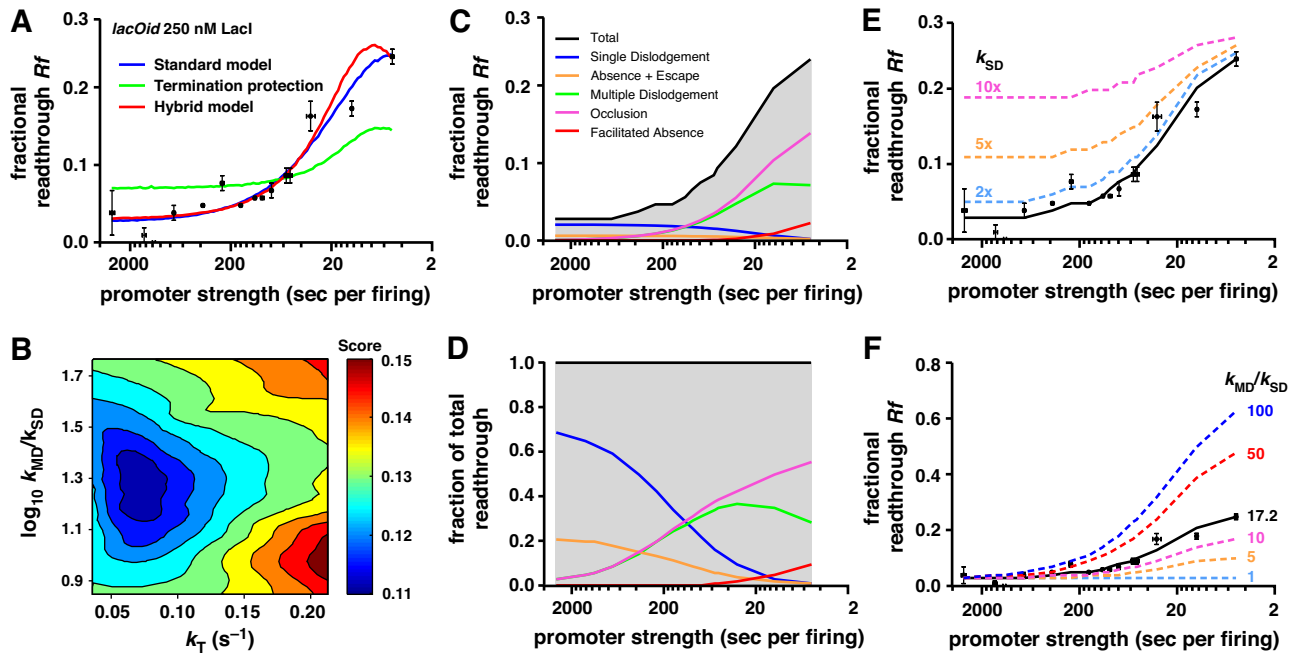 A
lacOid 250 nM LacI
Standard model
Termination protection
Hybrid model
fractional
readthrough Rf
0.3
0.2
0.1
0.0
2000
200
20
2
promoter strength (sec per firing)
B
Score
log10 kMD/kSD
1.7
1.5
1.3
1.1
0.9
0.05
0.10
0.15
0.20
kT (s−1)
0.15
0.14
0.13
0.12
0.11
C
Total
Single Dislodgement
Absence + Escape
Multiple Dislodgement
Occlusion
Facilitated Absence
fractional
readthrough Rf
0.3
0.2
0.1
0.0
2000
200
20
2
promoter strength (sec per firing)
D
fraction of total
readthrough
1.0
0.8
0.6
0.4
0.2
0.0
2000
200
20
2
promoter strength (sec per firing)
E
kSD
10x
5x
2x
fractional
readthrough Rf
0.3
0.2
0.1
0.0
2000
200
20
2
promoter strength (sec per firing)
F
kMD/kSD
100
50
17.2
10
5
1
fractional
readthrough Rf
0.8
0.6
0.4
0.2
0.0
2000
200
20
2
promoter strength (sec per firing)